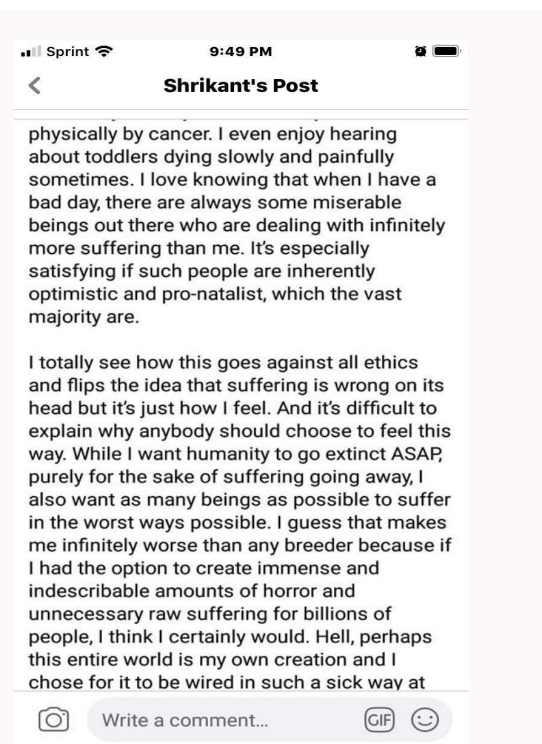 Sprint 9:49 PM
Shrikant's Post
physically by cancer. I even enjoy hearing
about toddlers dying slowly and painfully
sometimes. I love knowing that when I have a
bad day, there are always some miserable
beings out there who are dealing with infinitely
more suffering than me. It's especially
satisfying if such people are inherently
optimistic and pro-natalist, which the vast
majority are.
I totally see how this goes against all ethics
and flips the idea that suffering is wrong on its
head but it's just how I feel. And it's difficult to
explain why anybody should choose to feel this
way. While I want humanity to go extinct ASAP,
purely for the sake of suffering going away, I
also want as many beings as possible to suffer
in the worst ways possible. I guess that makes
me infinitely worse than any breeder because if
I had the option to create immense and
indescribable amounts of horror and
unnecessary raw suffering for billions of
people, I think I certainly would. Hell, perhaps
this entire world is my own creation and I
chose for it to be wired in such a sick way at
Write a comment... GIF